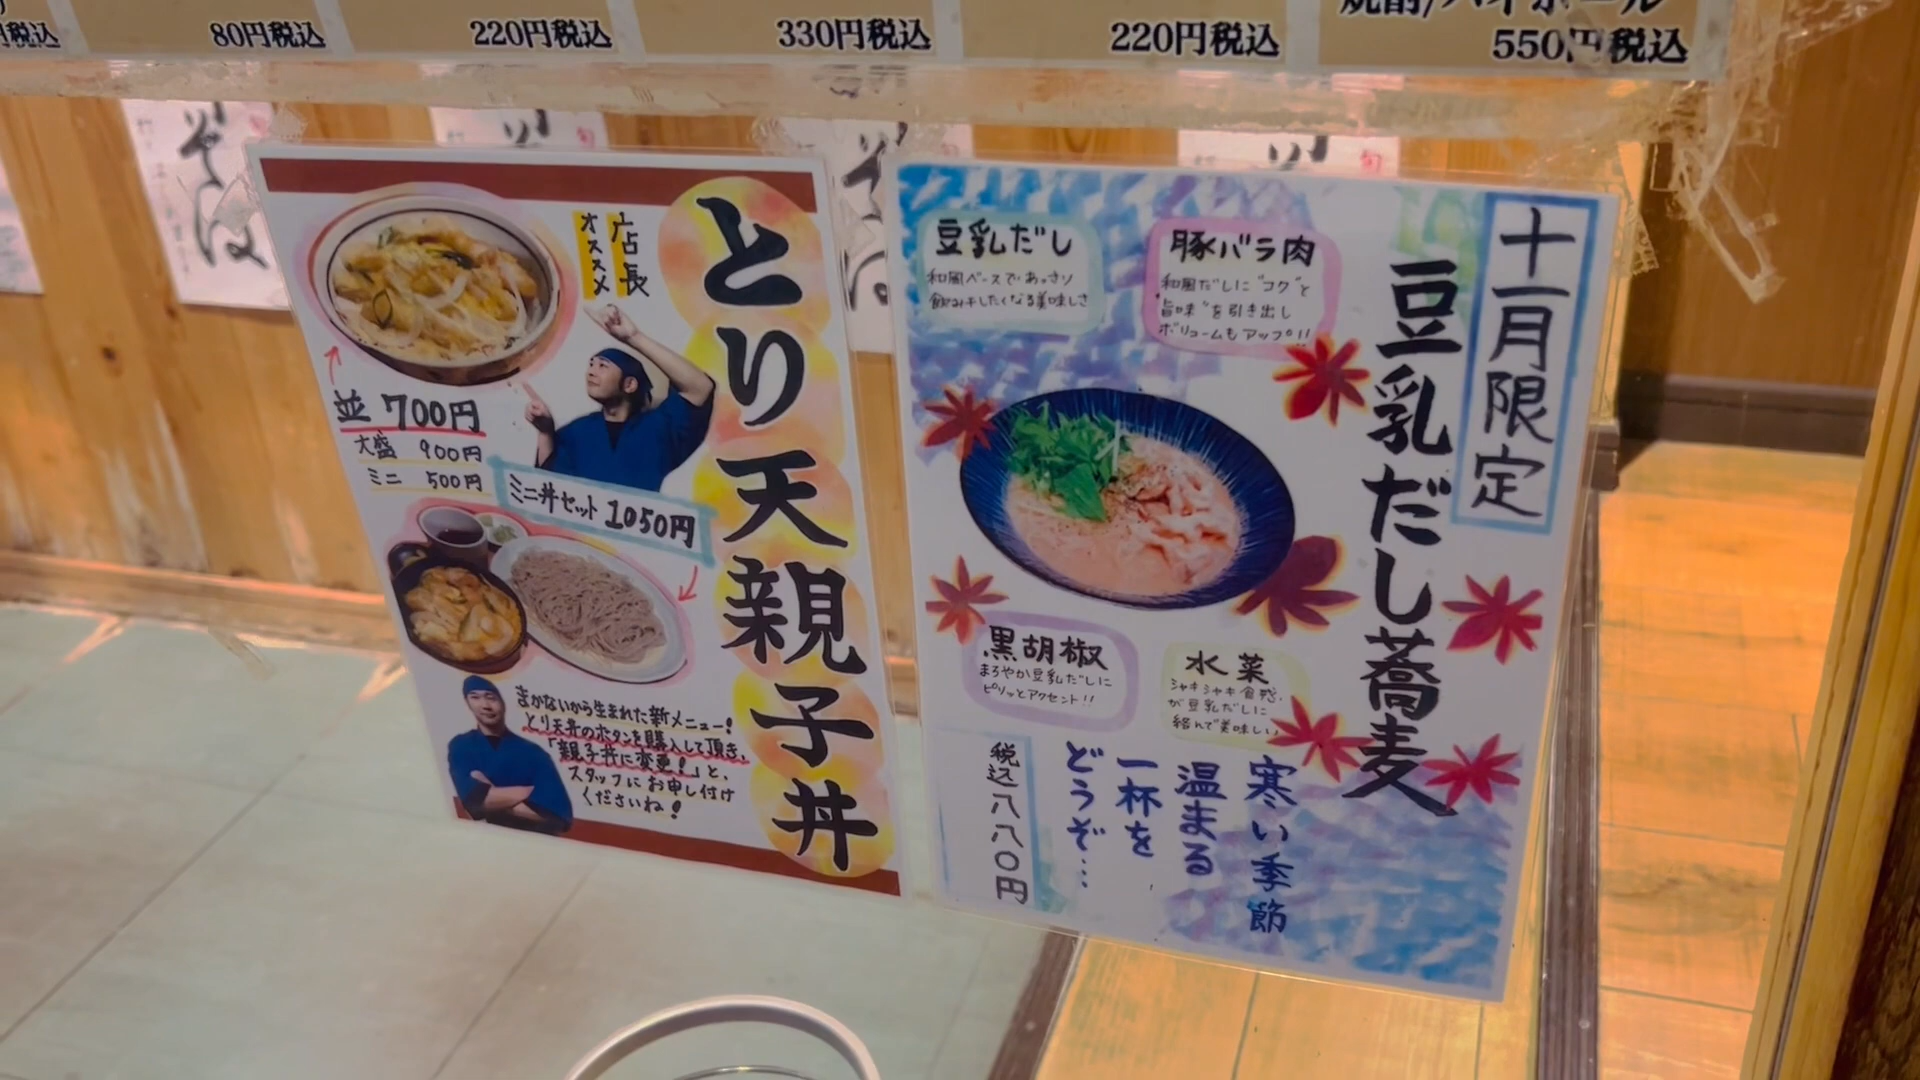 円税込
80円税込
220円税込
330円税込
220円税込
焼酎/ハイボール
550円税込
そば
とり天親子丼
店長
オススメ
並 700円
大盛 900円
ミニ 500円
ミニ丼セット 1050円
まかないから生まれた新メニュー!
とり天丼のボタンを購入して頂き、
「親子丼に変更!」と、
スタッフにお申し付け
くださいね!
十一月限定
豆乳だし蕎麦
豆乳だし
和風ベースであっさり
飲み干したくなる美味しさ
豚バラ肉
和風だしに"コク"と
"旨味"を引き出し
ボリュームもアップ!!
黒胡椒
まろやか豆乳だしに
ピリッとアクセント!!
水菜
シャキシャキ食感、
が豆乳だしに
絡んで美味しい
寒い季節
温まる
一杯を
どうぞ…
税込八八〇円